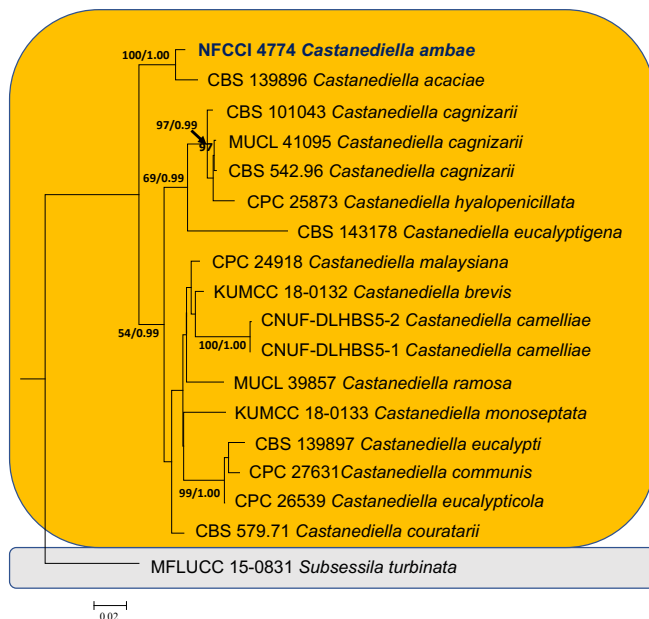 NFCCI 4774 Castanediella ambae
100/1.00
CBS 139896 Castanediella acaciae
CBS 101043 Castanediella cagnizarii
97/0.99
MUCL 41095 Castanediella cagnizarii
97
CBS 542.96 Castanediella cagnizarii
69/0.99
CPC 25873 Castanediella hyalopenicillata
CBS 143178 Castanediella eucalyptigena
CPC 24918 Castanediella malaysiana
KUMCC 18-0132 Castanediella brevis
CNUF-DLHBS5-2 Castanediella camelliae
54/0.99
100/1.00
CNUF-DLHBS5-1 Castanediella camelliae
MUCL 39857 Castanediella ramosa
KUMCC 18-0133 Castanediella monoseptata
CBS 139897 Castanediella eucalypti
CPC 27631Castanediella communis
99/1.00
CPC 26539 Castanediella eucalypticola
CBS 579.71 Castanediella couratarii
MFLUCC 15-0831 Subsessila turbinata
0.02